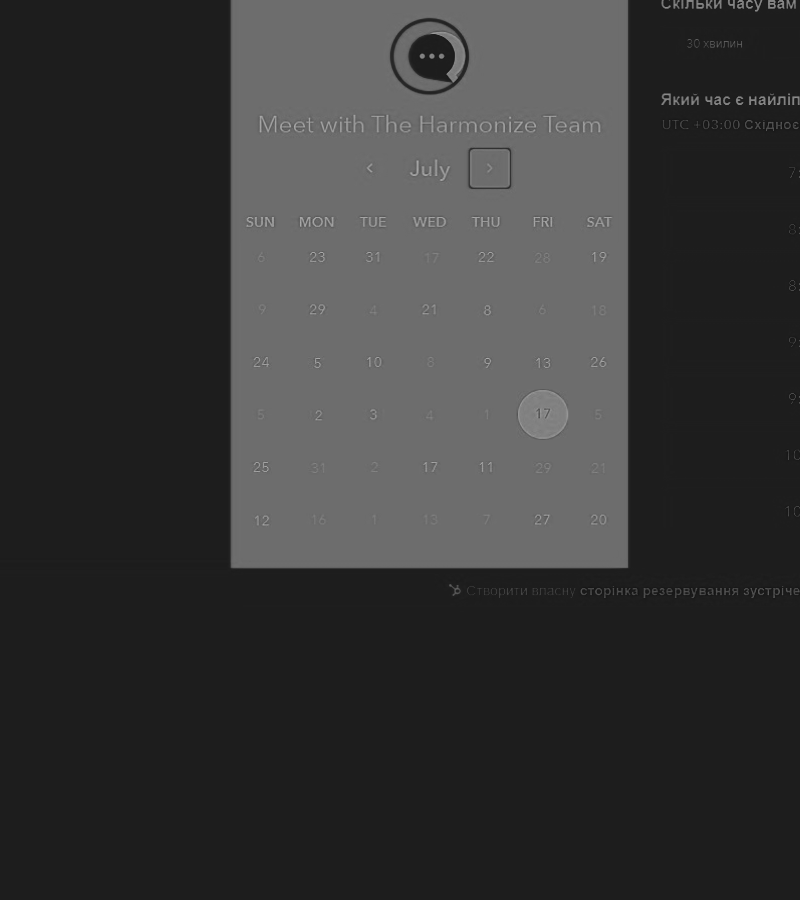 Скільки часу вам
30 хвилин
Meet with The Harmonize Team
Який час є найліп
UTC +03:00 Східноє
July
SUN MON TUE WED THU FRI SAT
6 23 31 17 22 28 19
9 29 4 21 8 6 18
24 5 10 8 9 13 26
5 2 3 4 1 17 5
25 31 2 17 11 29 21
12 16 1 13 7 27 20
7:
8:
8:
9:
9:
10
10
Створити власну сторінка резервування зустріче